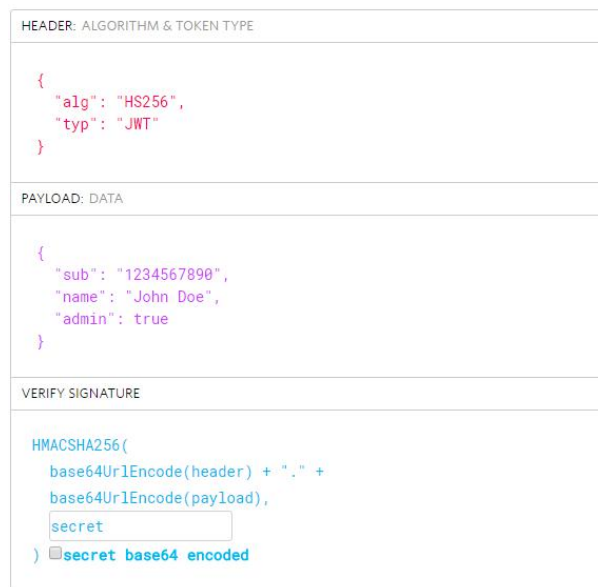 HEADER: ALGORITHM & TOKEN TYPE
{
"alg": "HS256",
"typ": "JWT"
}
PAYLOAD: DATA
{
"sub": "1234567890",
"name": "John Doe",
"admin": true
}
VERIFY SIGNATURE
HMACSHA256(
base64UrlEncode(header) + "." +
base64UrlEncode(payload),
secret
) secret base64 encoded